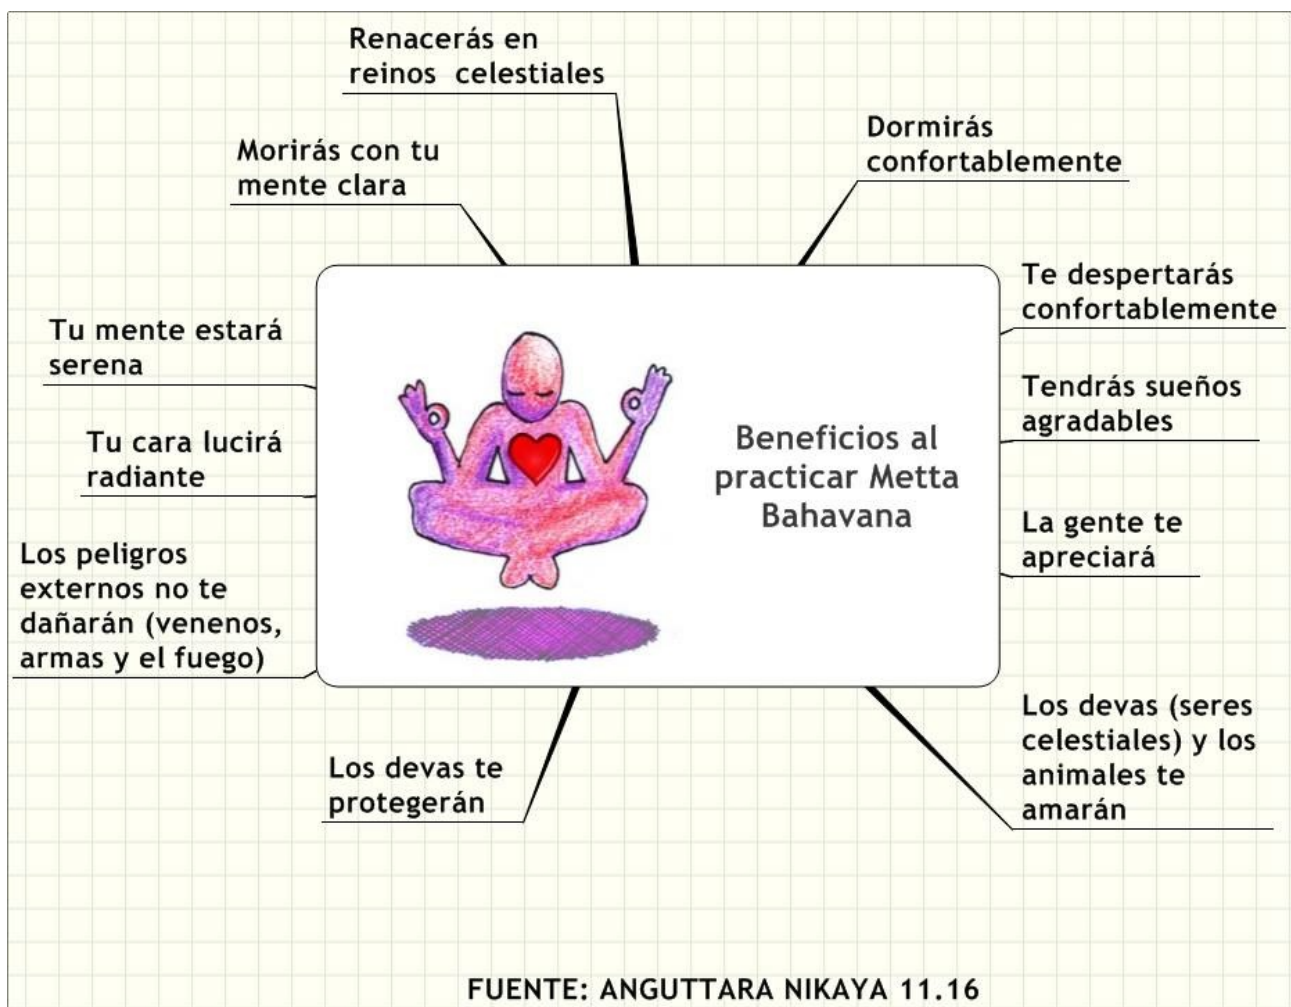 Renacerás en
reinos celestiales
Dormirás
confortablemente
Morirás con tu
mente clara
Te despertarás
confortablemente
Tu mente estará
serena
Tendrás sueños
agradables
Tu cara lucirá
radiante
Beneficios al
practicar Metta
Bahavana
La gente te
apreciará
Los peligros
externos no te
dañarán (venenos,
armas y el fuego)
Los devas (seres
celestiales) y los
animales te
amarán
Los devas te
protegerán
FUENTE: ANGUTTARA NIKAYA 11.16